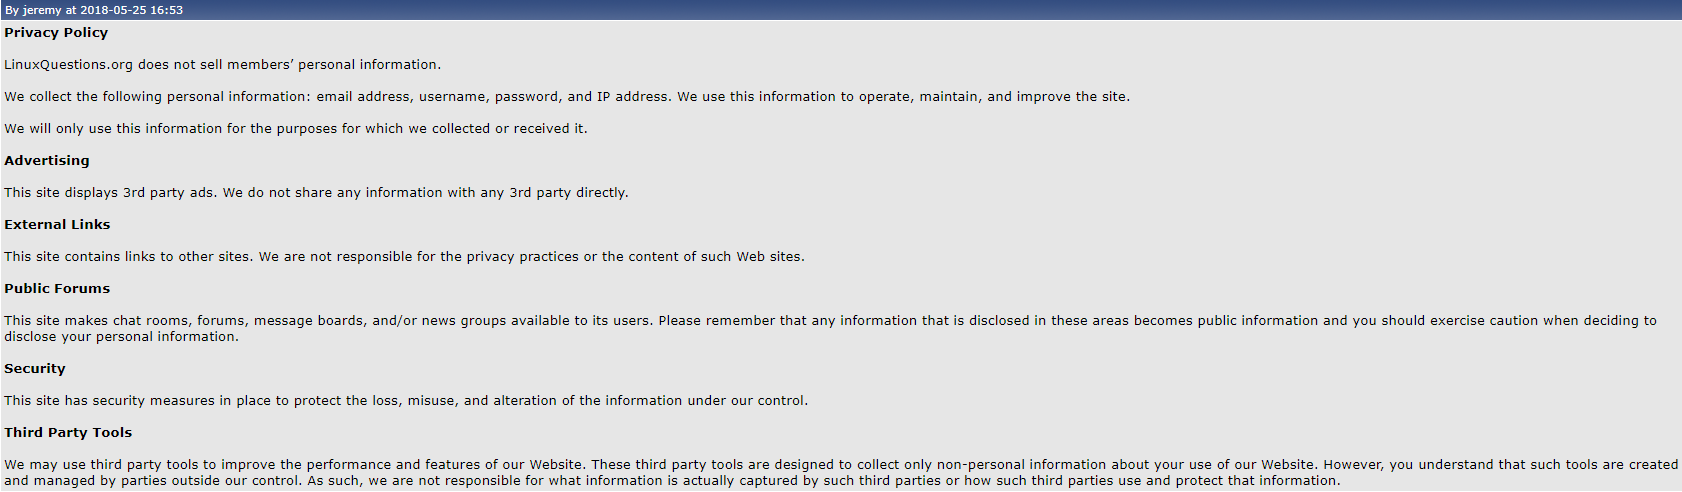 By jeremy at 2018-05-25 16:53
Privacy Policy
LinuxQuestions.org does not sell members’ personal information.
We collect the following personal information: email address, username, password, and IP address. We use this information to operate, maintain, and improve the site.
We will only use this information for the purposes for which we collected or received it.
Advertising
This site displays 3rd party ads. We do not share any information with any 3rd party directly.
External Links
This site contains links to other sites. We are not responsible for the privacy practices or the content of such Web sites.
Public Forums
This site makes chat rooms, forums, message boards, and/or news groups available to its users. Please remember that any information that is disclosed in these areas becomes public information and you should exercise caution when deciding to
disclose your personal information.
Security
This site has security measures in place to protect the loss, misuse, and alteration of the information under our control.
Third Party Tools
We may use third party tools to improve the performance and features of our Website. These third party tools are designed to collect only non-personal information about your use of our Website. However, you understand that such tools are created
and managed by parties outside our control. As such, we are not responsible for what information is actually captured by such third parties or how such third parties use and protect that information.